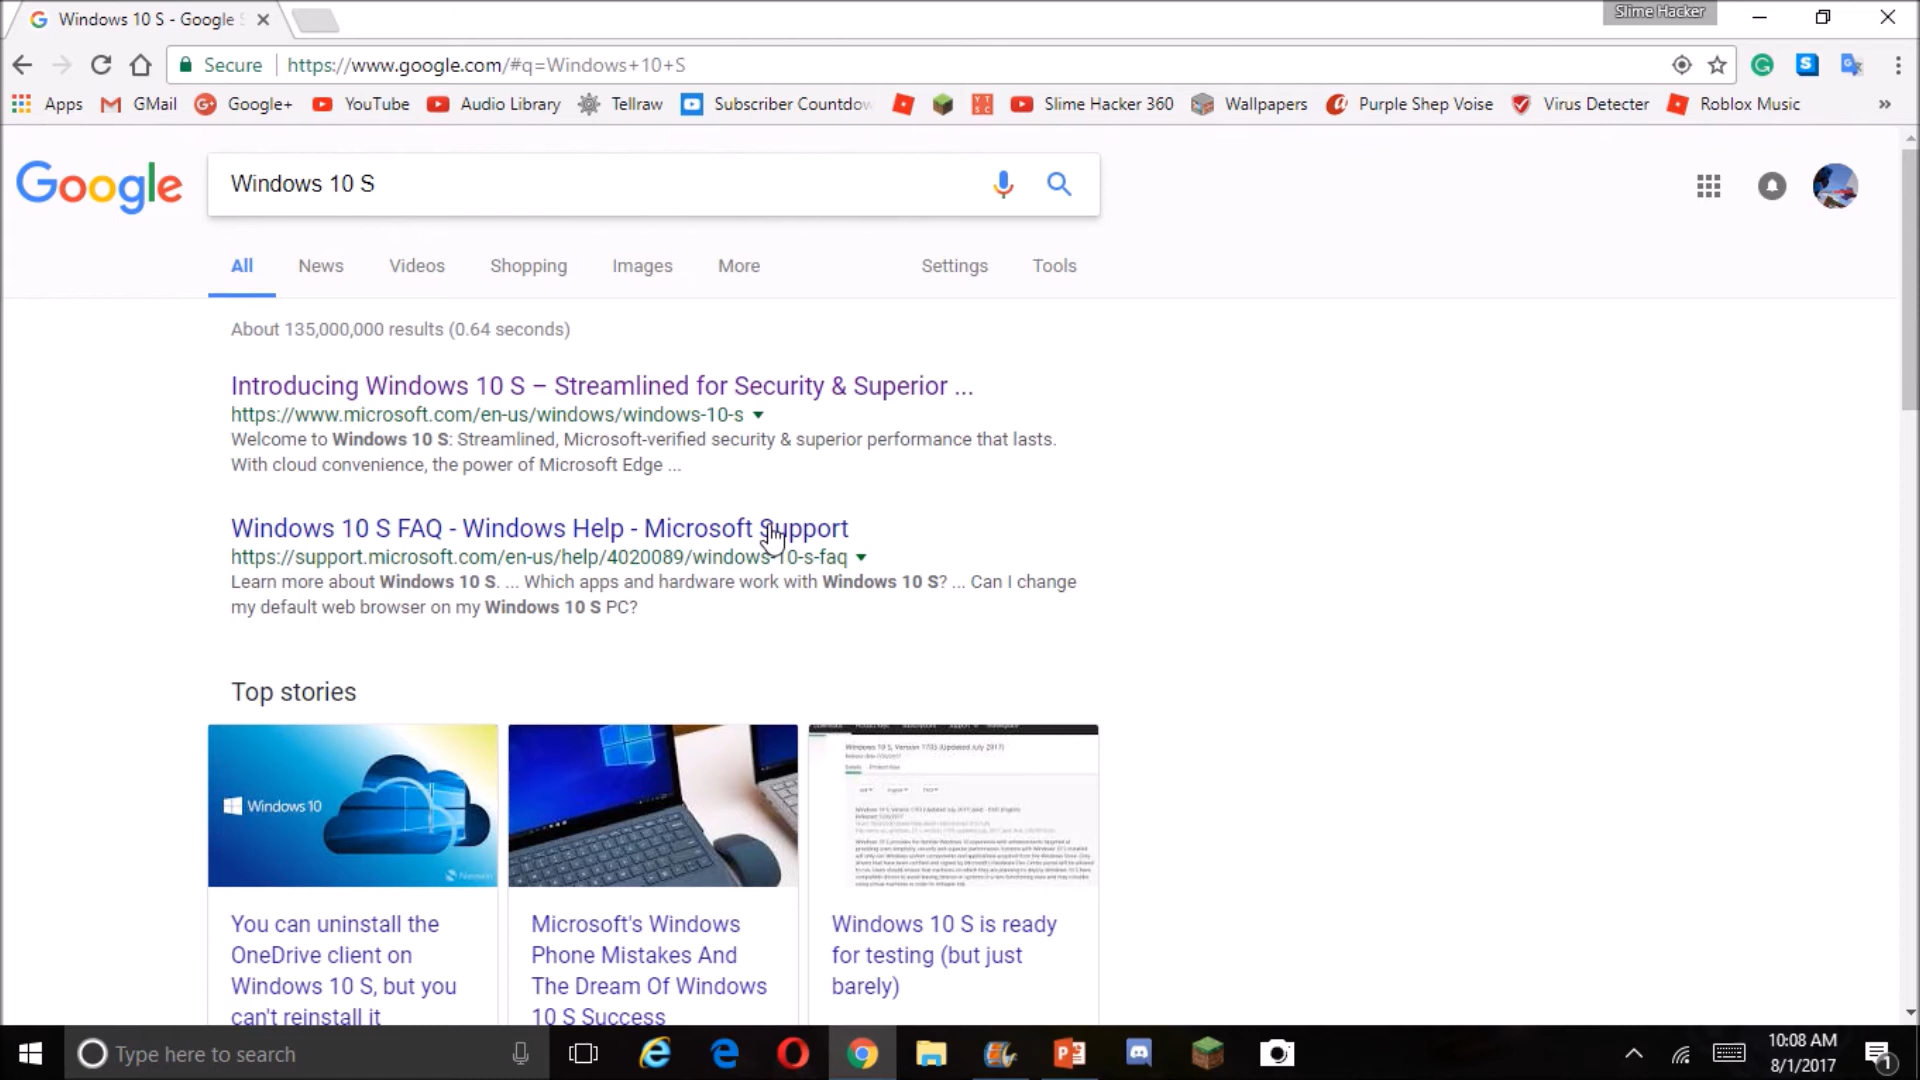 Windows 10 S - Google S
Slime Hacker
Secure
https://www.google.com/#q=Windows+10+S
Apps
GMail
Google+
YouTube
Audio Library
Tellraw
Subscriber Countdow
Slime Hacker 360
Wallpapers
Purple Shep Voise
Virus Detecter
Roblox Music
»
Google
Windows 10 S
All
News
Videos
Shopping
Images
More
Settings
Tools
About 135,000,000 results (0.64 seconds)
Introducing Windows 10 S – Streamlined for Security & Superior ...
https://www.microsoft.com/en-us/windows/windows-10-s
Welcome to Windows 10 S: Streamlined, Microsoft-verified security & superior performance that lasts.
With cloud convenience, the power of Microsoft Edge ...
Windows 10 S FAQ - Windows Help - Microsoft Support
https://support.microsoft.com/en-us/help/4020089/windows-10-s-faq
Learn more about Windows 10 S. ... Which apps and hardware work with Windows 10 S? ... Can I change
my default web browser on my Windows 10 S PC?
Top stories
Windows 10
Neowin
Windows 10 S, Version 1703 (Updated July 2017)
You can uninstall the
OneDrive client on
Windows 10 S, but you
can't reinstall it
Microsoft's Windows
Phone Mistakes And
The Dream Of Windows
10 S Success
Windows 10 S is ready
for testing (but just
barely)
Type here to search
10:08 AM
8/1/2017
1